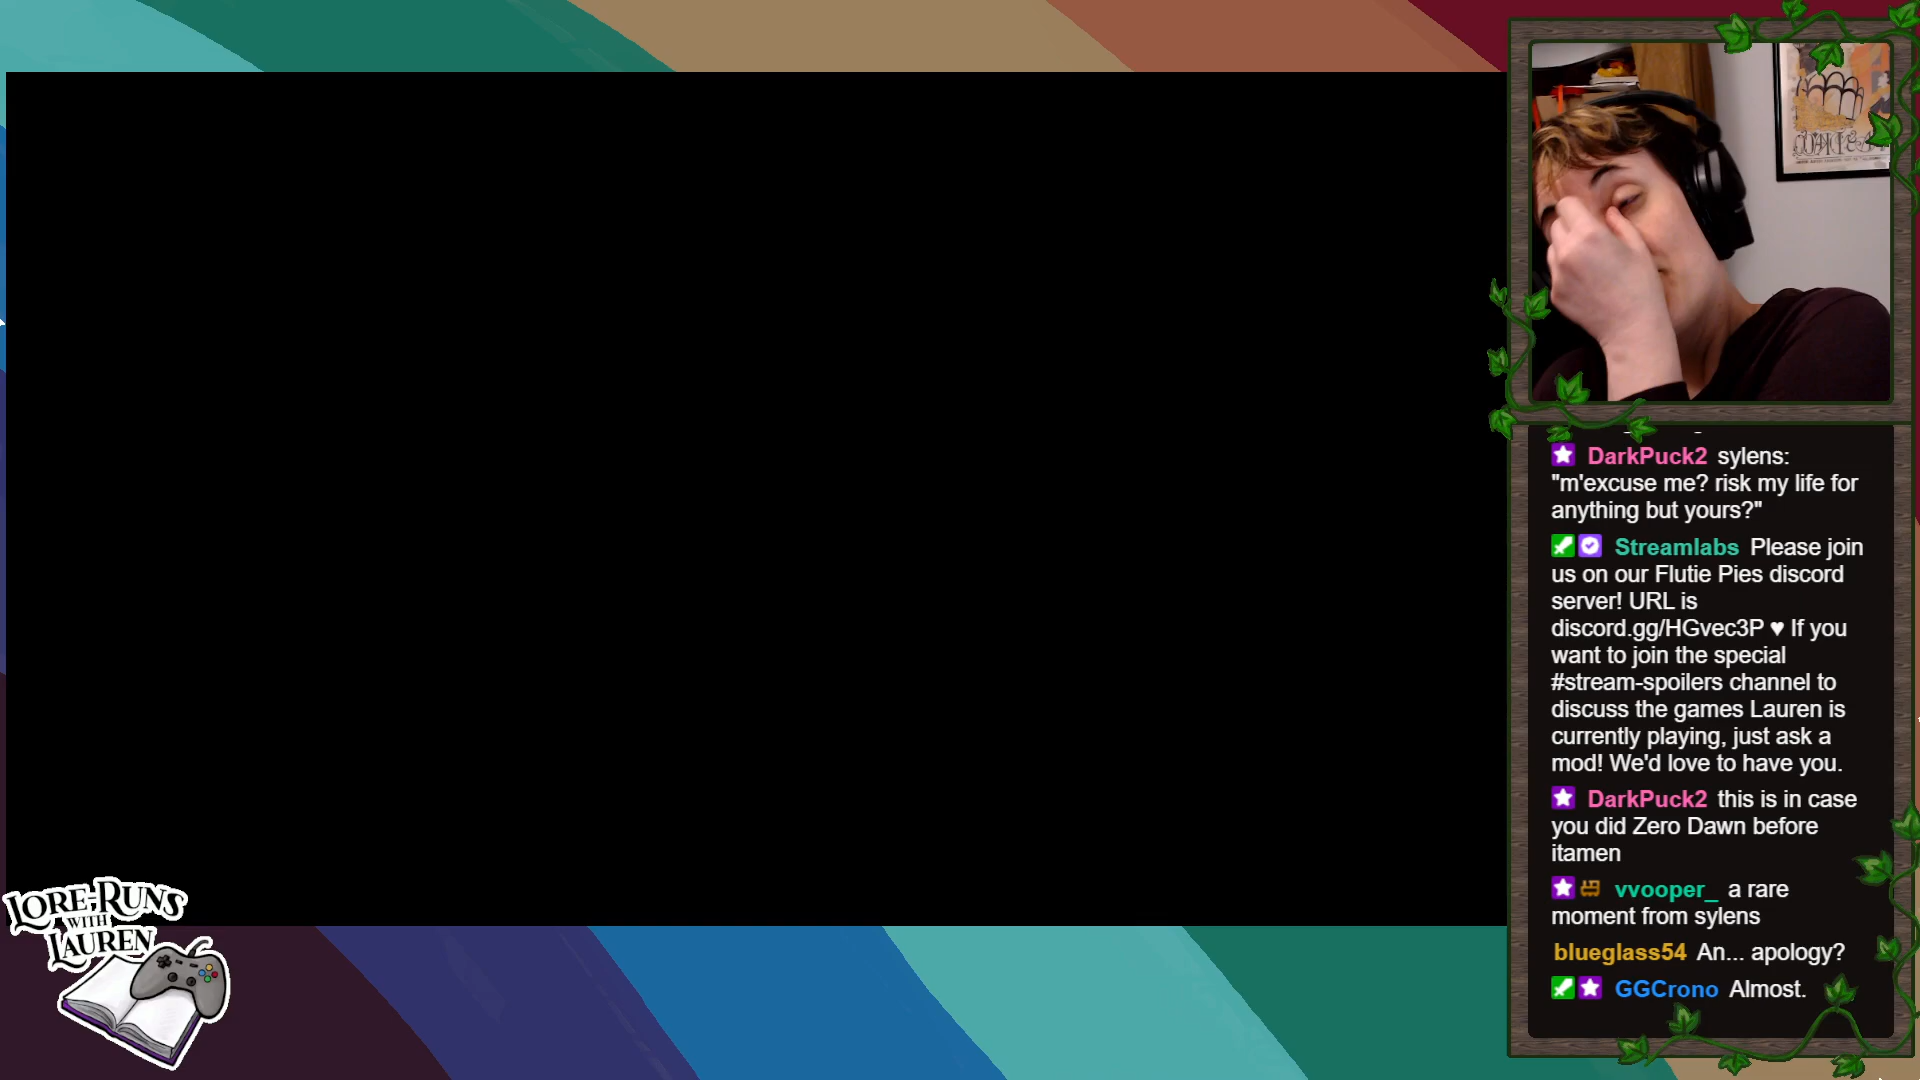 DarkPuck2 sylens:
"m'excuse me? risk my life for
anything but yours?"
Streamlabs Please join
us on our Flutie Pies discord
server! URL is
discord.gg/HGvec3P ♥ If you
want to join the special
#stream-spoilers channel to
discuss the games Lauren is
currently playing, just ask a
mod! We'd love to have you.
DarkPuck2 this is in case
you did Zero Dawn before
itamen
vvooper_ a rare
moment from sylens
blueglass54 An... apology?
GGCrono Almost.
LORE-RUNS
WITH
LAUREN